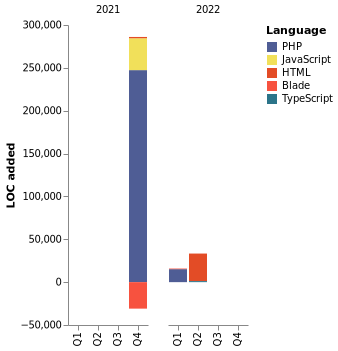 2021 2022
300,000
250,000
200,000
150,000
100,000
50,000
0
−50,000
LOC added
Q1 Q2 Q3 Q4 Q1 Q2 Q3 Q4
Language
PHP
JavaScript
HTML
Blade
TypeScript